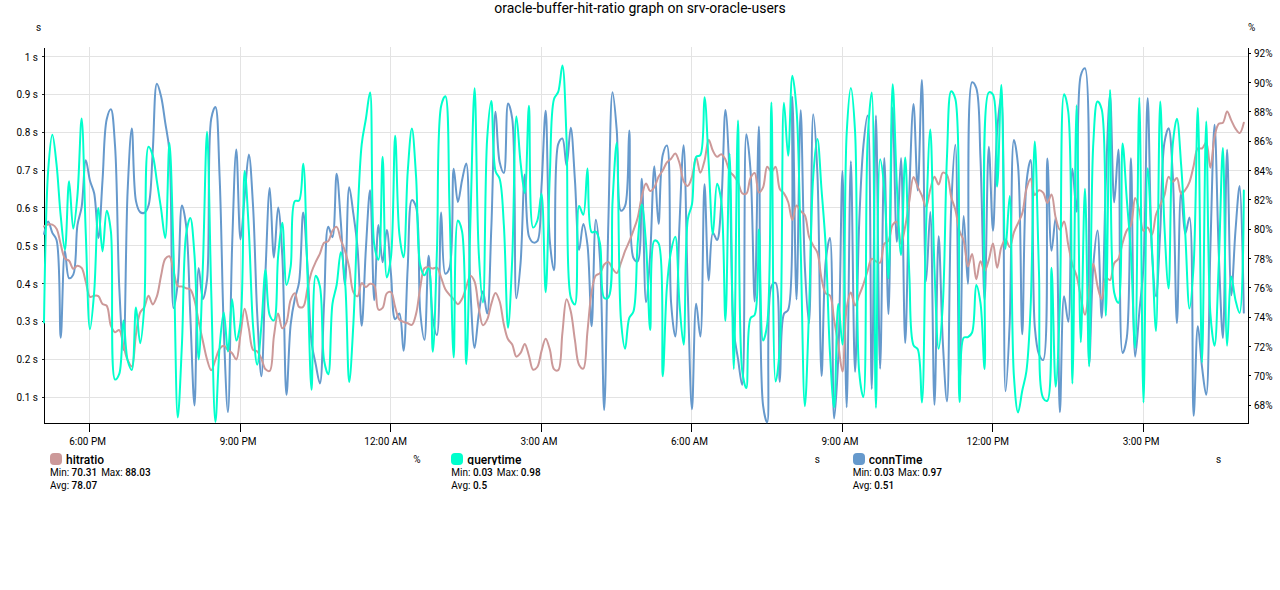 oracle-buffer-hit-ratio graph on srv-oracle-users
s %
1 s 92%
0.9 s 90%
0.8 s 88%
0.7 s 86%
0.6 s 84%
0.5 s 82%
0.4 s 80%
0.3 s 78%
0.2 s 76%
0.1 s 74%
72%
70%
68%
6:00 PM 9:00 PM 12:00 AM 3:00 AM 6:00 AM 9:00 AM 12:00 PM 3:00 PM
hitratio % querytime s connTime s
Min: 70.31 Max: 88.03 Min: 0.03 Max: 0.98 Min: 0.03 Max: 0.97
Avg: 78.07 Avg: 0.5 Avg: 0.51